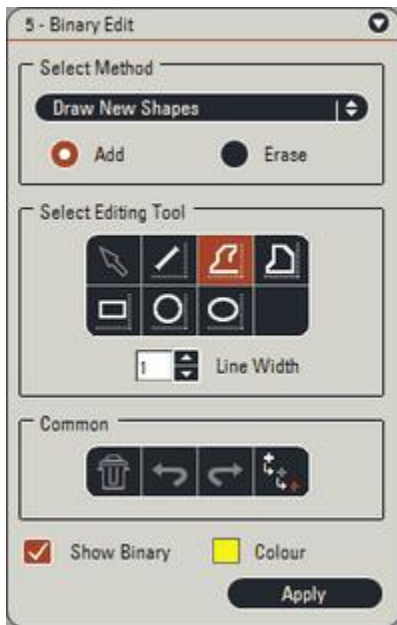 5 - Binary Edit
Select Method
Draw New Shapes
Add Erase
Select Editing Tool
1 Line Width
Common
Show Binary Colour
Apply